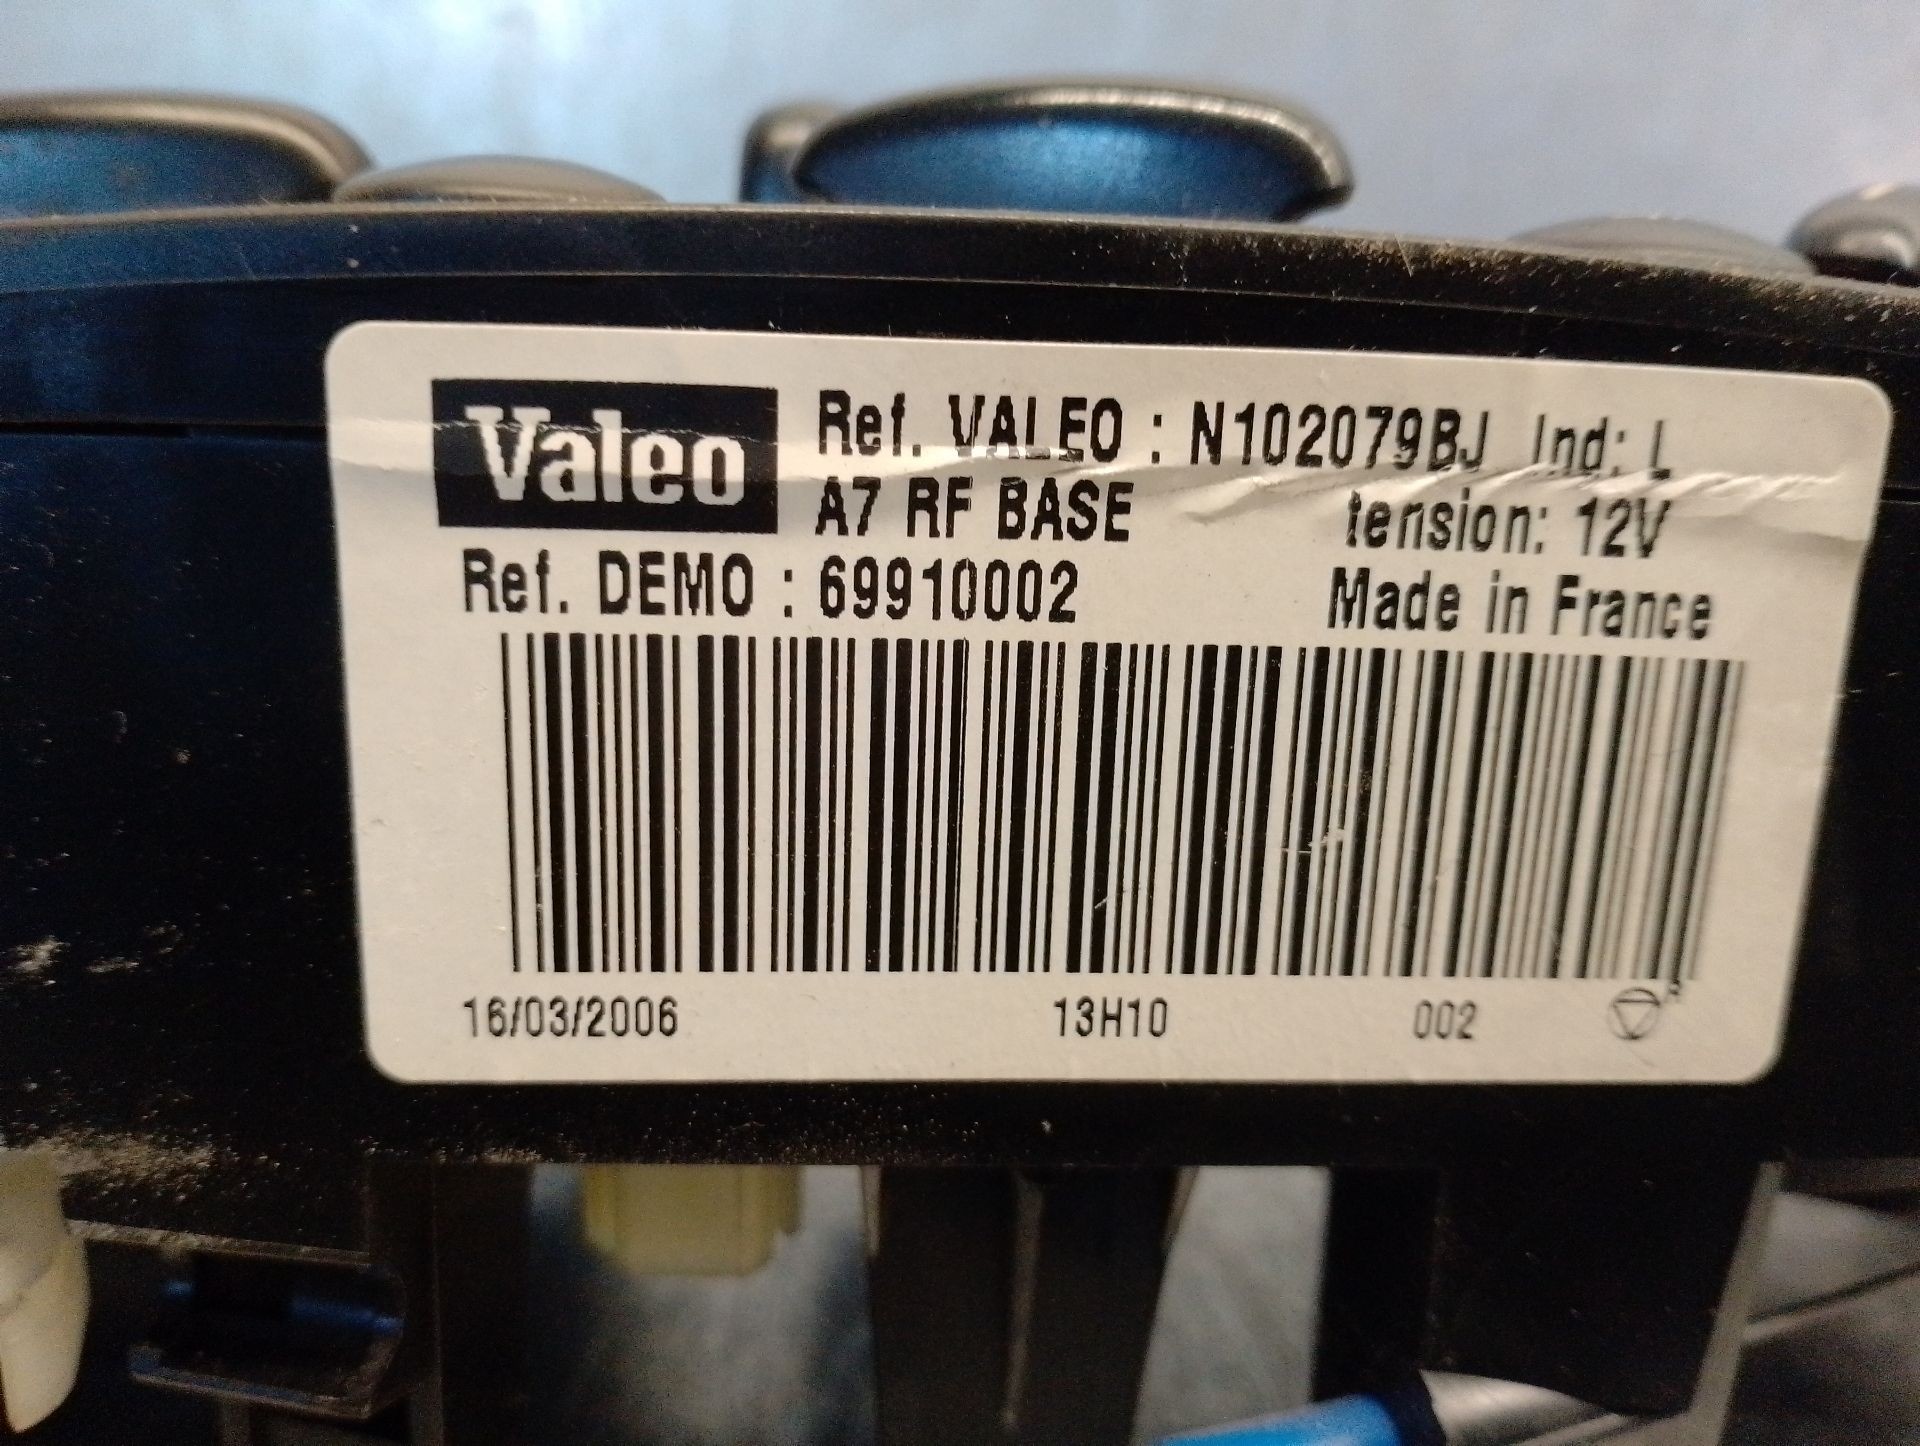 Valeo
Ref. VALEO : N102079BJ Ind: L
A7 RF BASE tension: 12V
Ref. DEMO : 69910002 Made in France
16/03/2006 13H10 002